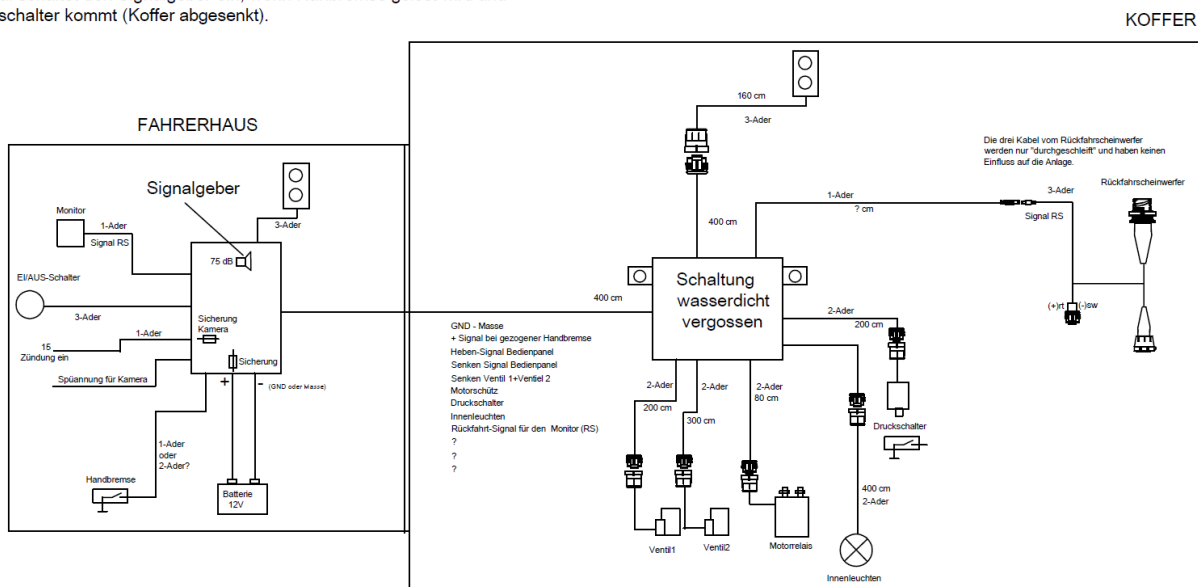 schalter kommt (Koffer abgesenkt).
KOFFER
FAHRERHAUS
Signalgeber
Monitor
1-Ader
Signal RS
3-Ader
75 dB
EI/AUS-Schalter
3-Ader
Sicherung
Kamera
1-Ader
15
Zündung ein
Sicherung
Spüannung für Kamera
+
-
(GND oder Masse)
1-Ader
oder
2-Ader?
Handbremse
Batterie
12V
400 cm
GND - Masse
+ Signal bei gezogener Handbremse
Heben-Signal Bedienpanel
Senken Signal Bedienpanel
Senken Ventil 1+Ventiel 2
Motorschütz
Druckschalter
Innenleuchten
Rückfahrt-Signal für den Monitor (RS)
?
?
?
160 cm
3-Ader
400 cm
Schaltung
wasserdicht
vergossen
1-Ader
? cm
Die drei Kabel vom Rückfahrscheinwerfer
werden nur "durchgeschleift" und haben keinen
Einfluss auf die Anlage.
3-Ader
Signal RS
Rückfahrscheinwerfer
(+)rt
(-)sw
2-Ader
200 cm
Druckschalter
2-Ader
200 cm
2-Ader
300 cm
2-Ader
80 cm
400 cm
2-Ader
Ventil1
Ventil2
Motorrelais
Innenleuchten